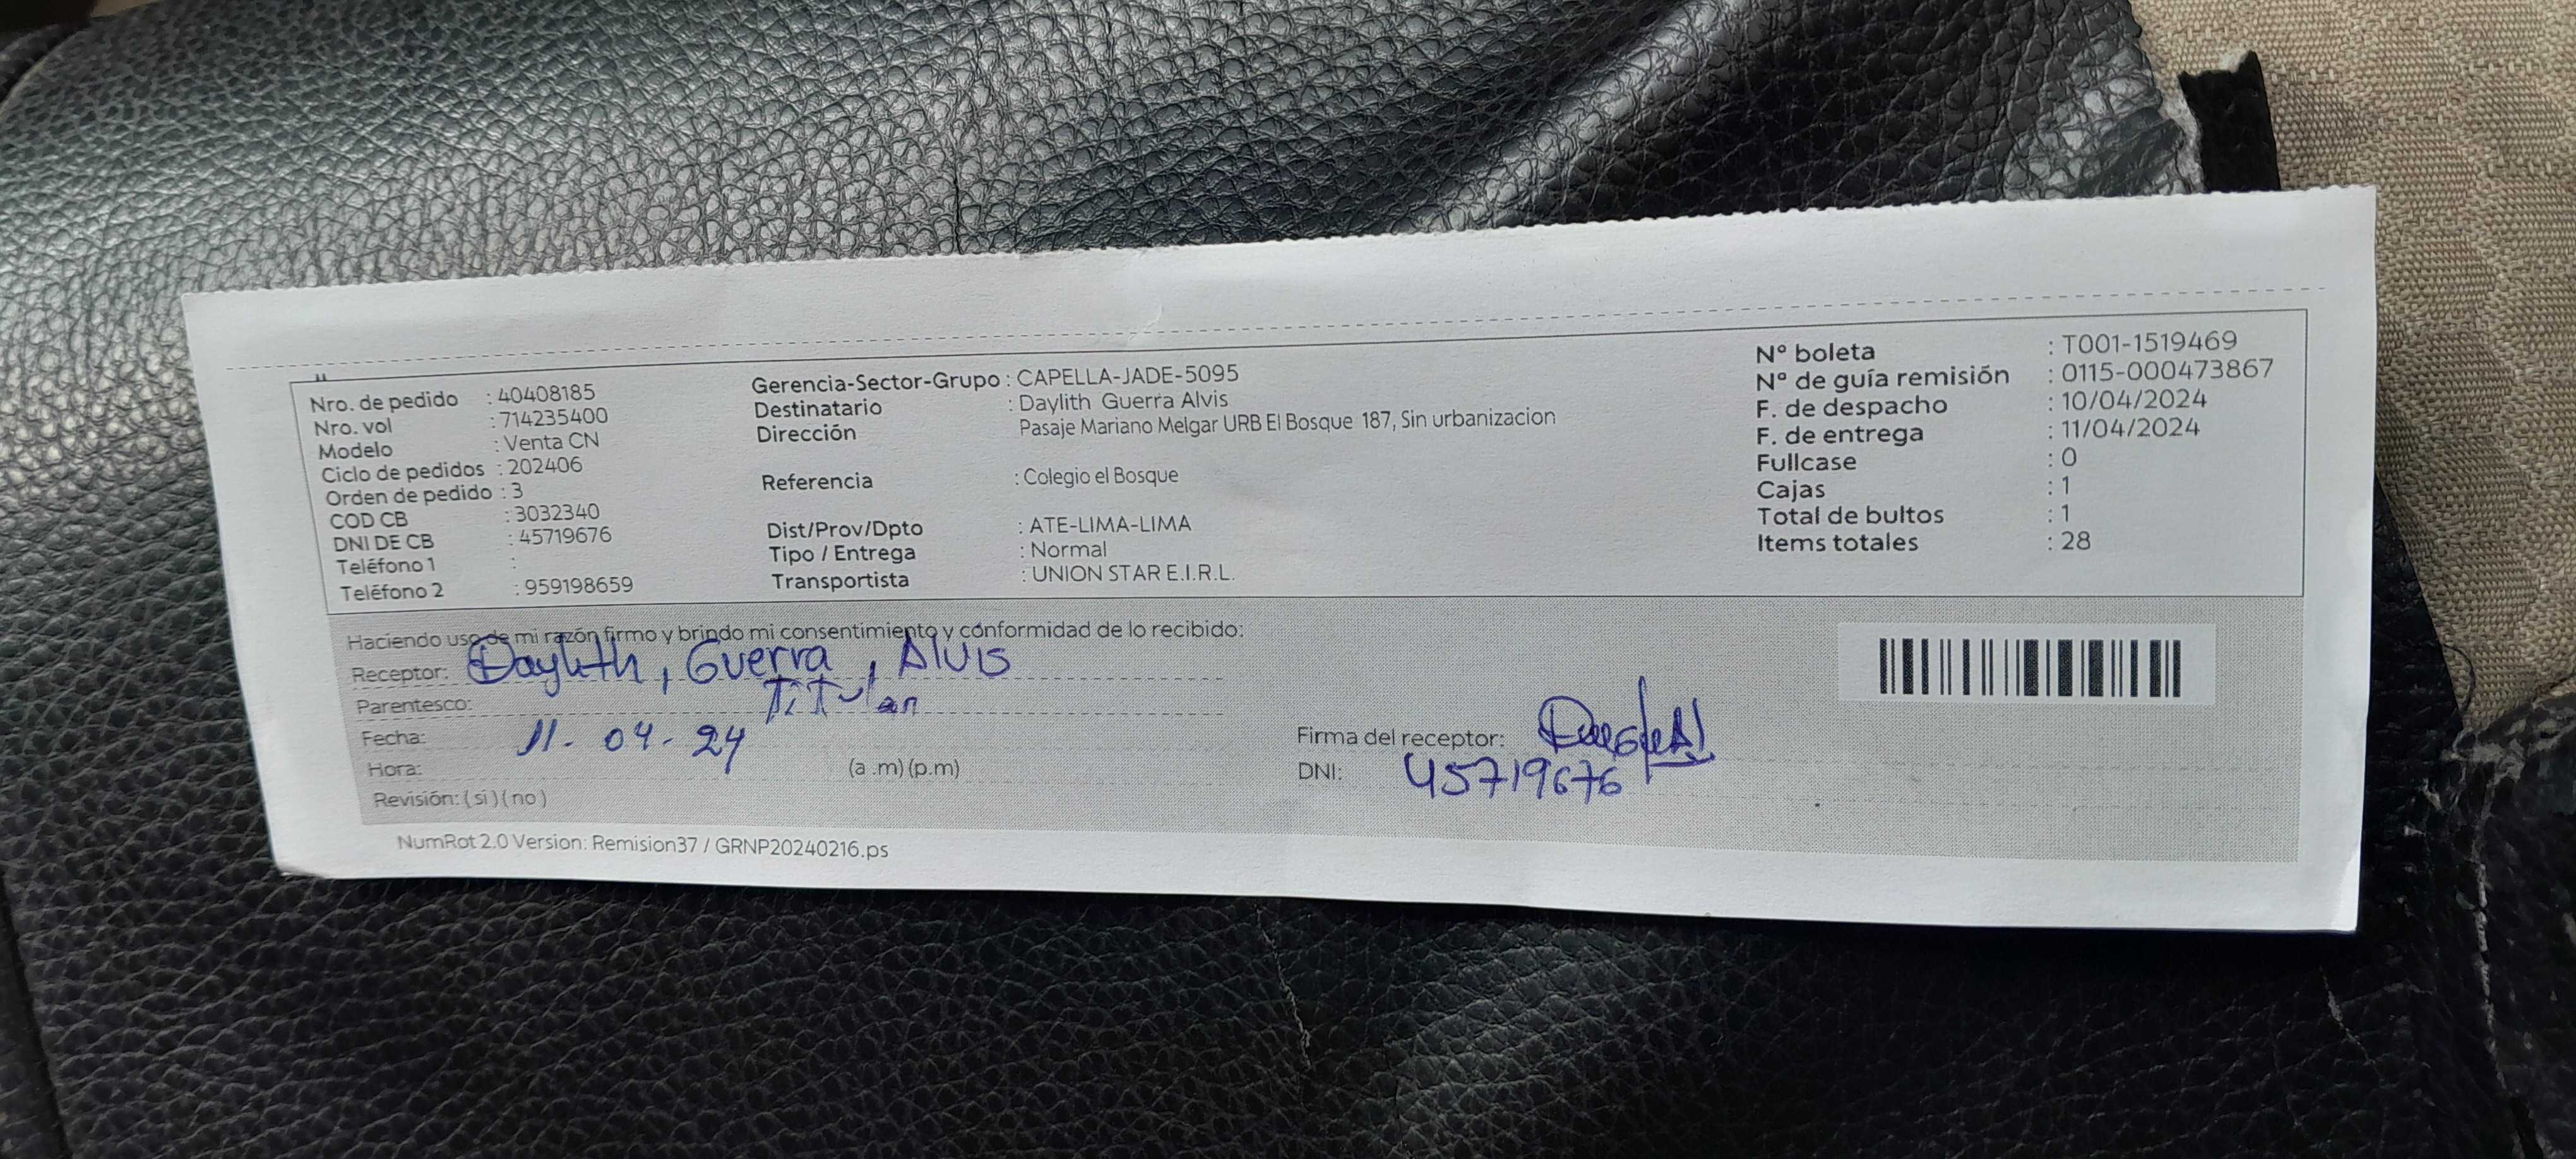 Nro. de pedido : 40408185
Nro. vol : 714235400
Modelo : Venta CN
Ciclo de pedidos : 202406
Orden de pedido : 3
COD CB : 3032340
DNI DE CB : 45719676
Teléfono 1 :
Teléfono 2 : 959198659
Gerencia-Sector-Grupo : CAPELLA-JADE-5095
Destinatario : Daylith Guerra Alvis
Dirección Pasaje Mariano Melgar URB El Bosque 187, Sin urbanizacion
Referencia : Colegio el Bosque
Dist/Prov/Dpto : ATE-LIMA-LIMA
Tipo / Entrega : Normal
Transportista : UNION STAR E.I.R.L.
N° boleta : T001-1519469
N° de guía remisión : 0115-000473867
F. de despacho : 10/04/2024
F. de entrega : 11/04/2024
Fullcase : 0
Cajas : 1
Total de bultos : 1
Items totales : 28
Haciendo uso de mi razón firmo y brindo mi consentimiento y conformidad de lo recibido:
Receptor: Daylith, Guerra, Alvis
Parentesco: Titular
Fecha: 11-04-24
Hora: (a .m) (p.m)
Revisión: (si) (no)
Firma del receptor:
DNI: 45719676
NumRot 2.0 Version: Remision37 / GRNP20240216.ps